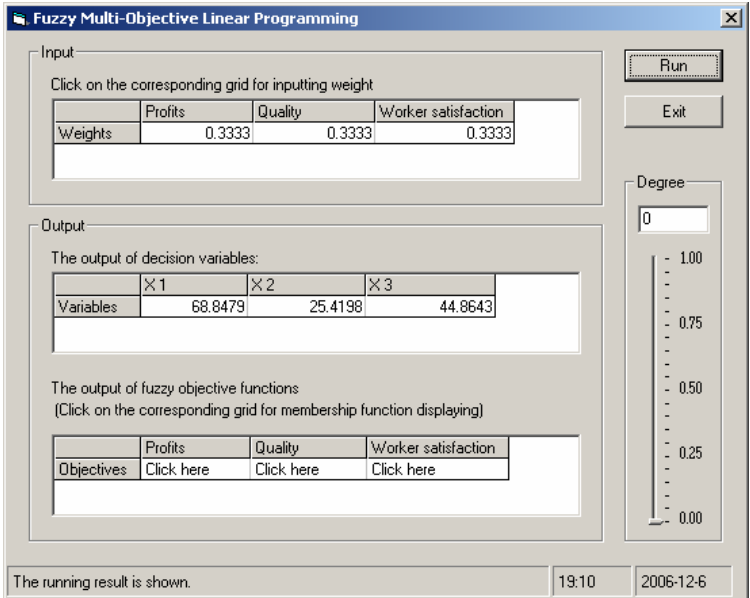 Fuzzy Multi-Objective Linear Programming
Input
Click on the corresponding grid for inputting weight
Profits Quality Worker satisfaction
Weights 0.3333 0.3333 0.3333
Run
Exit
Degree
0
1.00
0.75
0.50
0.25
0.00
Output
The output of decision variables:
X 1 X 2 X 3
Variables 68.8479 25.4198 44.8643
The output of fuzzy objective functions
(Click on the corresponding grid for membership function displaying)
Profits Quality Worker satisfaction
Objectives Click here Click here Click here
The running result is shown. 19:10 2006-12-6